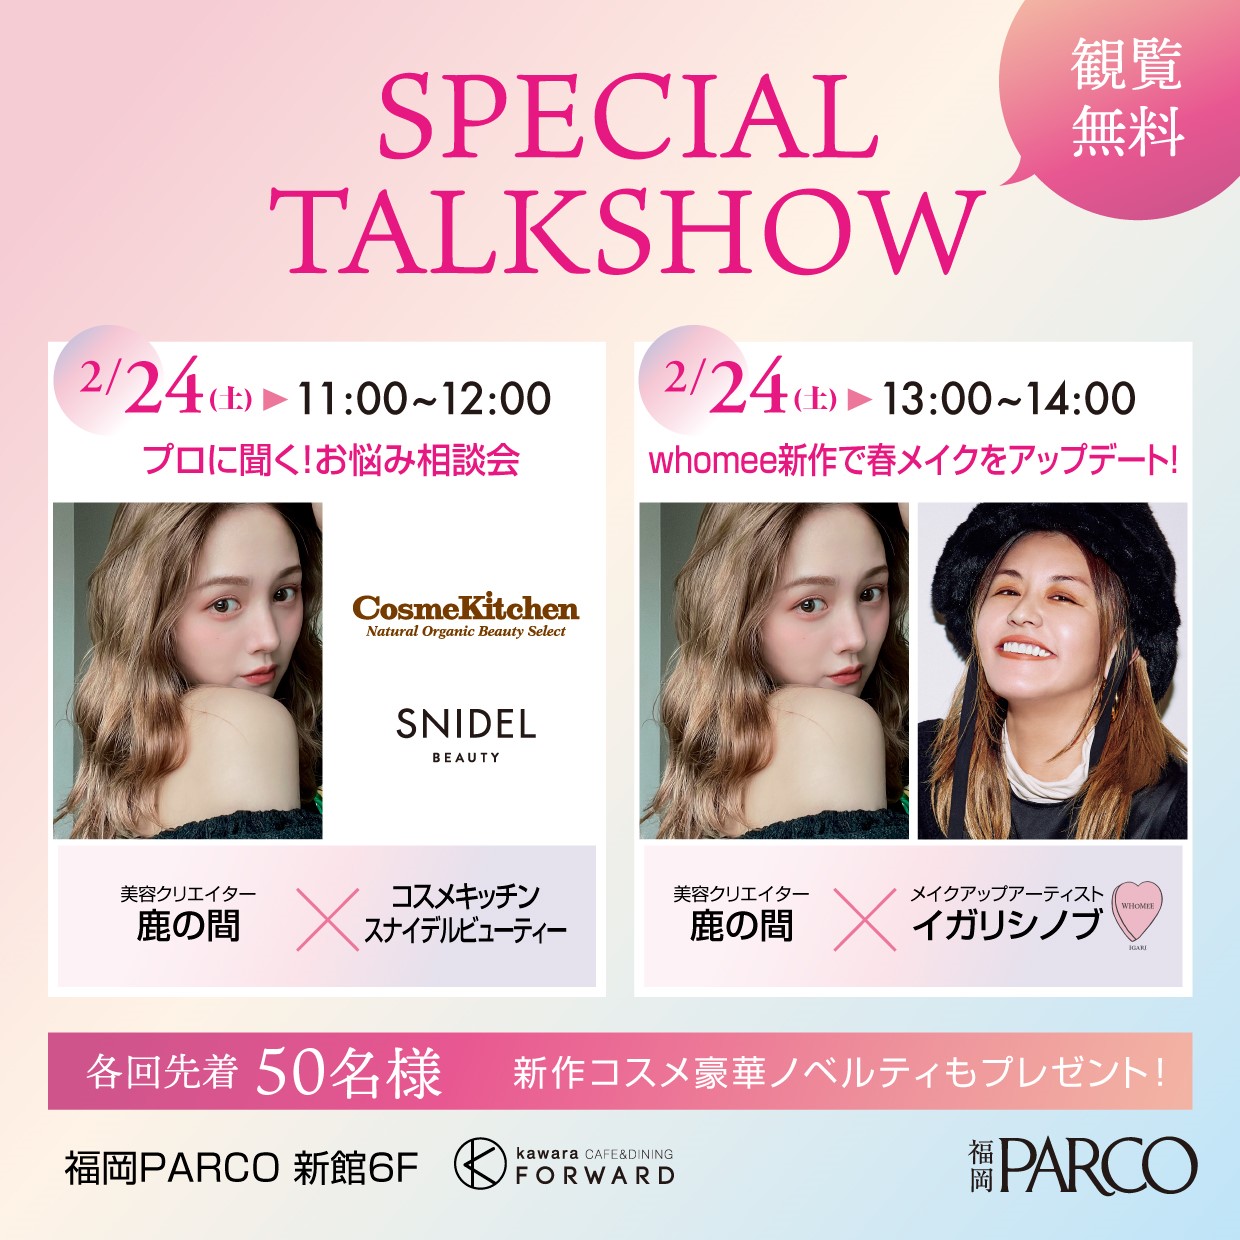 SPECIAL
TALKSHOW
観覧
無料
2/24(土)▶11:00~12:00
プロに聞く!お悩み相談会
CosmeKitchen
Natural Organic Beauty Select
SNIDEL
BEAUTY
美容クリエイター
鹿の間
×
コスメキッチン
スナイデルビューティー
2/24(土)▶13:00~14:00
whomee新作で春メイクをアップデート!
美容クリエイター
鹿の間
×
メイクアップアーティスト
イガリシノブ
WHOMEE
IGARI
各回先着 50名様 新作コスメ豪華ノベルティもプレゼント!
福岡PARCO 新館6F
kawara CAFE&DINING
FORWARD
福岡PARCO